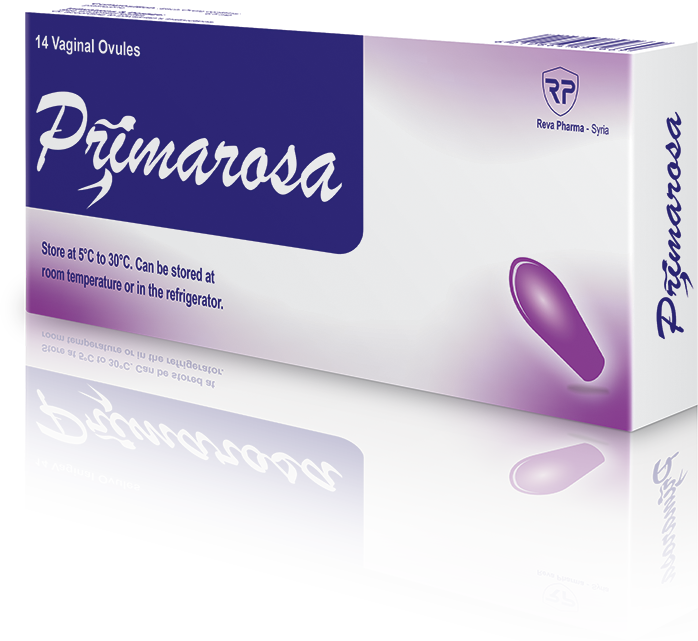 14 Vaginal Ovules
Primarosa
Store at 5°C to 30°C. Can be stored at
room temperature or in the refrigerator.
RP
Reva Pharma - Syria
Primarosa